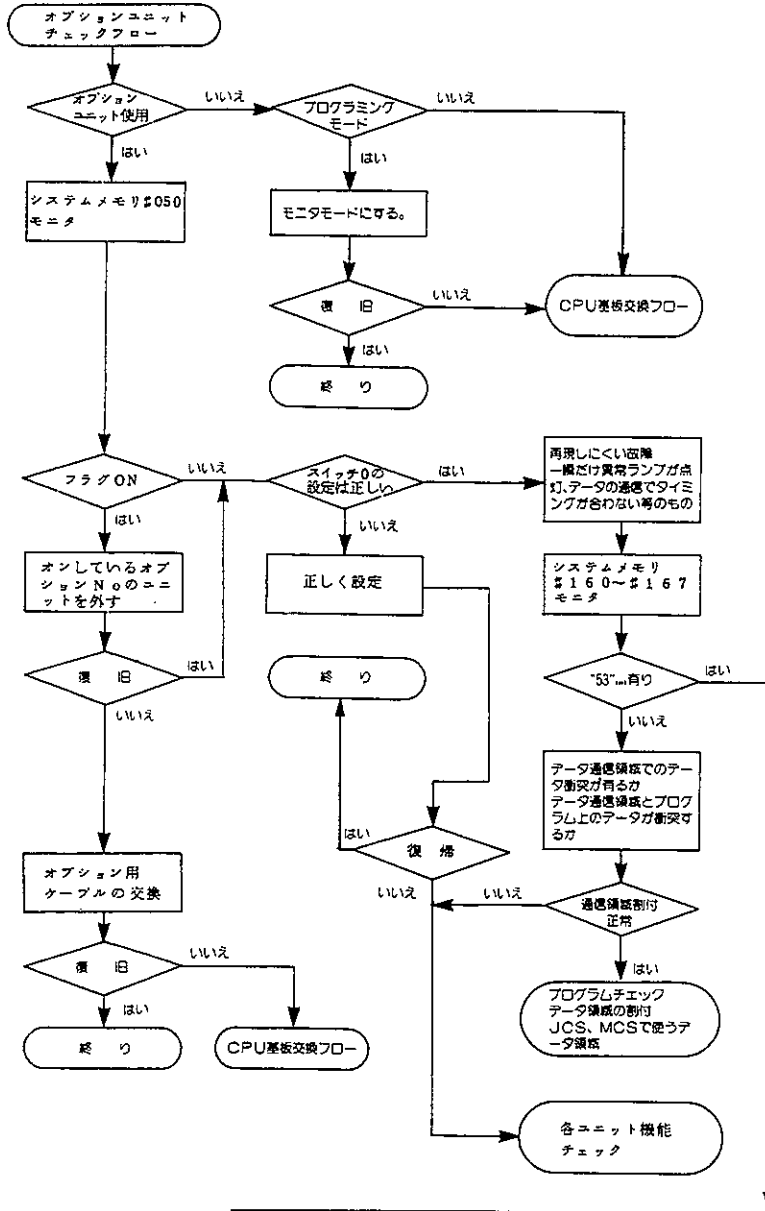 オプションユニット
チェックフロー
オプション
ユニット使用
いいえ
プログラミング
モード
いいえ
はい
はい
システムメモリ♯050
モニタ
モニタモードにする。
復 旧
いいえ
CPU基板交換フロー
はい
終 り
フラグON
いいえ
スイッチ0の
設定は正しい
はい
再現しにくい故障
一瞬だけ異常ランプが点
灯、データの通信でタイミ
ングが合わない等のもの
はい
いいえ
オンしているオプ
ションNoのユニ
ットを外す
正しく設定
システムメモリ
♯160~♯167
モニタ
復 旧
はい
終 り
"53"有り
はい
いいえ
いいえ
データ通信領域でのデー
タ衝突が有るか
データ通信領域とプログ
ラム上のデータが衝突す
るか
はい
復 帰
オプション用
ケーブルの交換
いいえ
いいえ
通信領域割付
正常
復 旧
いいえ
はい
はい
終 り
CPU基板交換フロー
プログラムチェック
データ領域の割付
JCS、MCSで使うデ
ータ領域
各ユニット機能
チェック